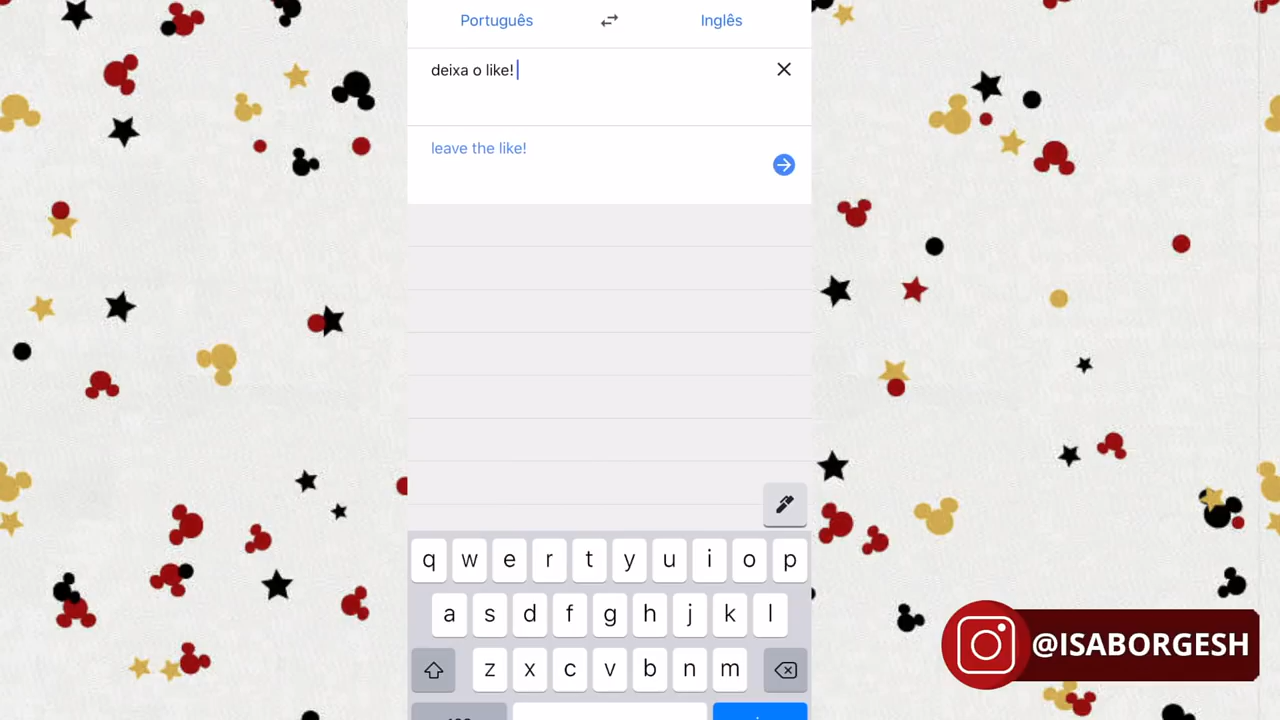 Português Inglês
deixa o like!
leave the like!
q w e r t y u i o p
a s d f g h j k l
z x c v b n m
@ISABORGESH